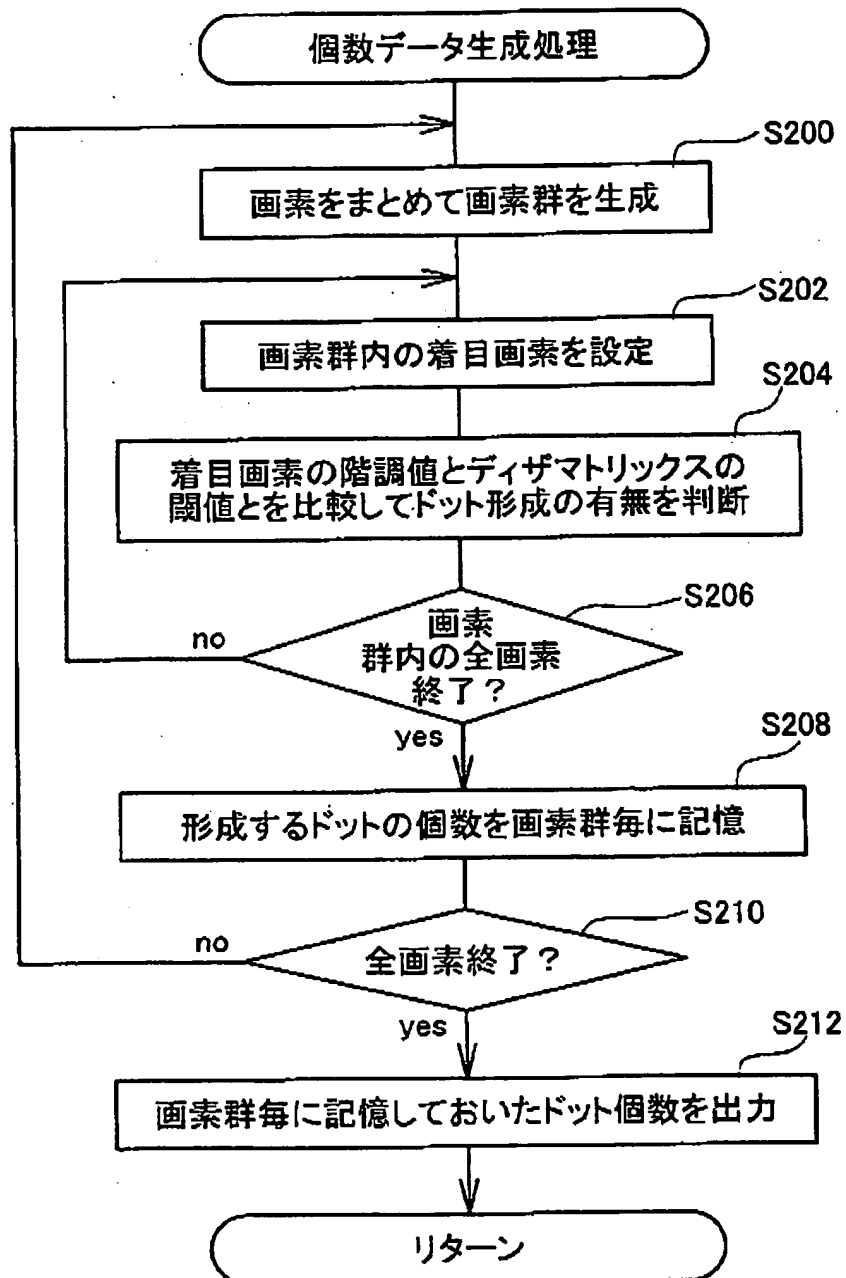 個数データ生成処理
S200
画素をまとめて画素群を生成
S202
画素群内の着目画素を設定
S204
着目画素の階調値とディザマトリックスの
閾値とを比較してドット形成の有無を判断
S206
画素
群内の全画素
終了？
no
yes
S208
形成するドットの個数を画素群毎に記憶
S210
全画素終了？
no
yes
S212
画素群毎に記憶しておいたドット個数を出力
リターン